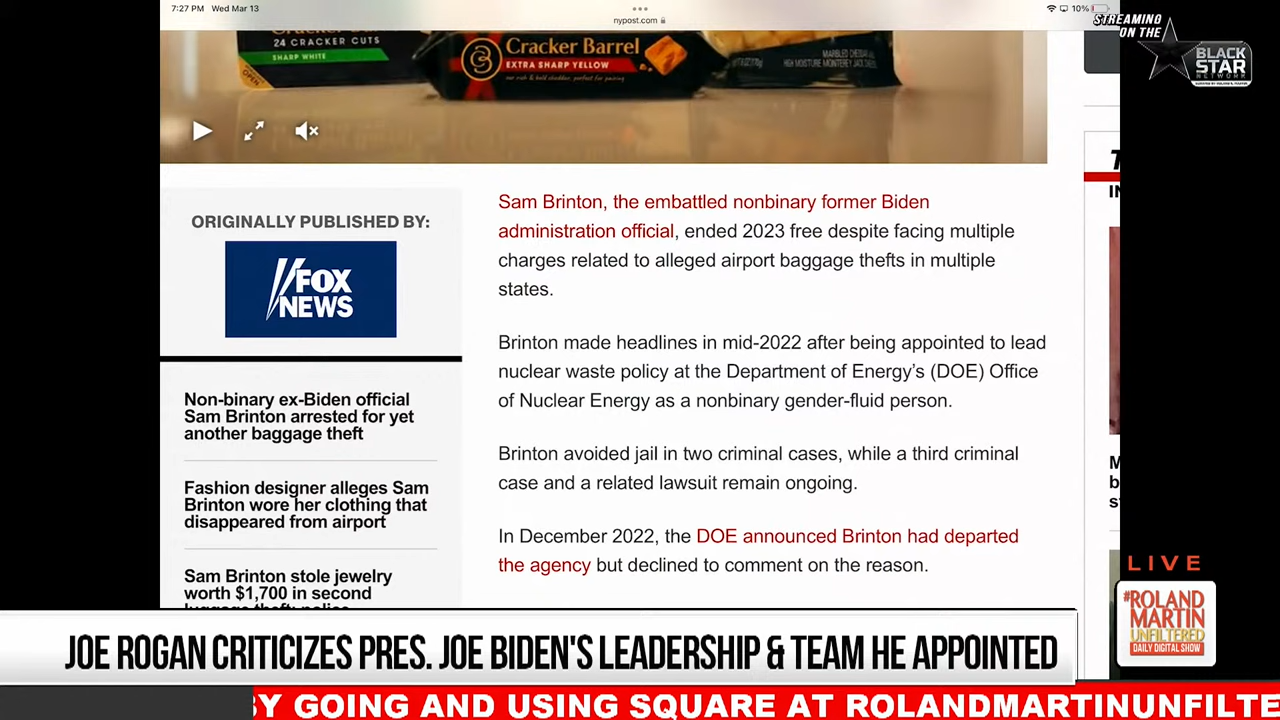 7:27 PM Wed Mar 13
nypost.com
10%
STREAMING
ON THE
BLACK
STAR
NETWORK
24 CRACKER CUTS
SHARP WHITE
OPEN
Cracker Barrel
EXTRA SHARP YELLOW
MARBLED CHEDDAR
HIGH MOISTURE MONTEREY JACK
ORIGINALLY PUBLISHED BY:
FOX
NEWS
Non-binary ex-Biden official
Sam Brinton arrested for yet
another baggage theft
Fashion designer alleges Sam
Brinton wore her clothing that
disappeared from airport
Sam Brinton stole jewelry
worth $1,700 in second
luggage theft: police
Sam Brinton, the embattled nonbinary former Biden
administration official, ended 2023 free despite facing multiple
charges related to alleged airport baggage thefts in multiple
states.
Brinton made headlines in mid-2022 after being appointed to lead
nuclear waste policy at the Department of Energy’s (DOE) Office
of Nuclear Energy as a nonbinary gender-fluid person.
Brinton avoided jail in two criminal cases, while a third criminal
case and a related lawsuit remain ongoing.
In December 2022, the DOE announced Brinton had departed
the agency but declined to comment on the reason.
LIVE
#ROLAND
MARTIN
UNFILTERED
DAILY DIGITAL SHOW
JOE ROGAN CRITICIZES PRES. JOE BIDEN'S LEADERSHIP & TEAM HE APPOINTED
BY GOING AND USING SQUARE AT ROLANDMARTINUNFILTE